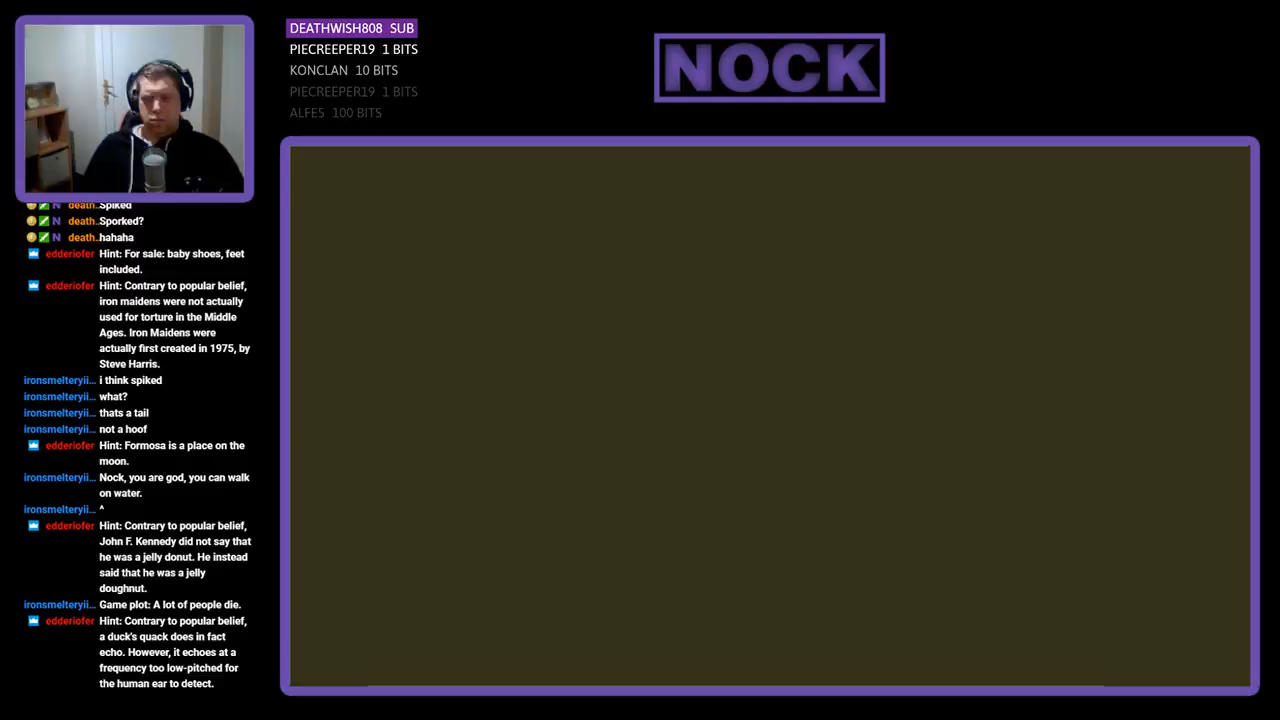 DEATHWISH808 SUB
PIECREEPER19 1 BITS
KONCLAN 10 BITS
PIECREEPER19 1 BITS
ALFE5 100 BITS
NOCK
N death.. Spiked
N death.. Sporked?
N death.. hahaha
edderiofer Hint: For sale: baby shoes, feet
included.
edderiofer Hint: Contrary to popular belief,
iron maidens were not actually
used for torture in the Middle
Ages. Iron Maidens were
actually first created in 1975, by
Steve Harris.
ironsmelteryii... i think spiked
ironsmelteryii... what?
ironsmelteryii... thats a tail
ironsmelteryii... not a hoof
edderiofer Hint: Formosa is a place on the
moon.
ironsmelteryii... Nock, you are god, you can walk
on water.
ironsmelteryii... ^
edderiofer Hint: Contrary to popular belief,
John F. Kennedy did not say that
he was a jelly donut. He instead
said that he was a jelly
doughnut.
ironsmelteryii... Game plot: A lot of people die.
edderiofer Hint: Contrary to popular belief,
a duck's quack does in fact
echo. However, it echoes at a
frequency too low-pitched for
the human ear to detect.